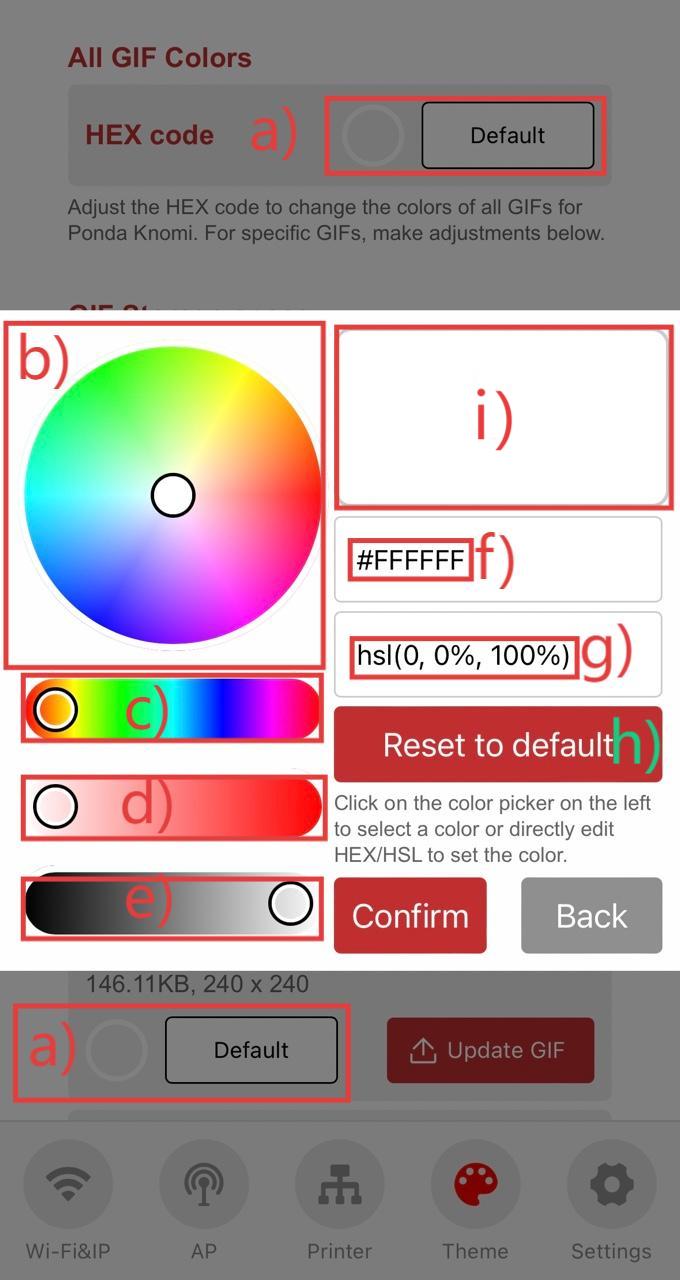 All GIF Colors
HEX code a) Default
Adjust the HEX code to change the colors of all GIFs for
Ponda Knomi. For specific GIFs, make adjustments below.
b)
i)
#FFFFFF f)
hsl(0, 0%, 100%) g)
c)
Reset to default h)
d)
Click on the color picker on the left
to select a color or directly edit
HEX/HSL to set the color.
e)
Confirm Back
146.11KB, 240 x 240
a) Default Update GIF
Wi-Fi&IP AP Printer Theme Settings